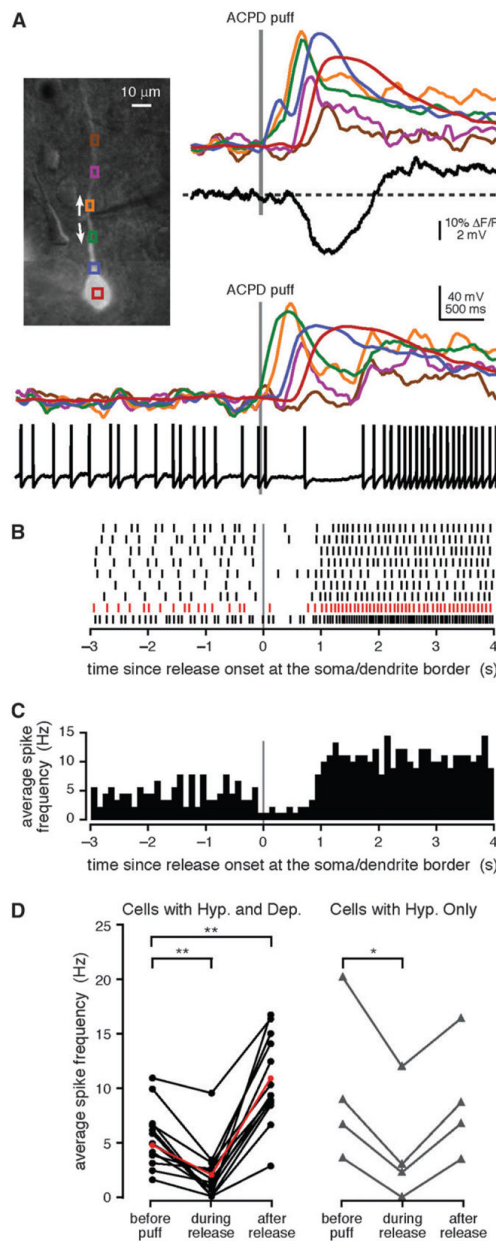 A
ACPD puff
10 μm
10% ΔF/F
2 mV
ACPD puff
40 mV
500 ms
B
−3 −2 −1 0 1 2 3 4
time since release onset at the soma/dendrite border (s)
C
average spike
frequency (Hz)
15
10
5
0
−3 −2 −1 0 1 2 3 4
time since release onset at the soma/dendrite border (s)
D
Cells with Hyp. and Dep. Cells with Hyp. Only
average spike frequency (Hz)
25
20
15
10
5
0
** ** *
before puff
during release
after release
before puff
during release
after release